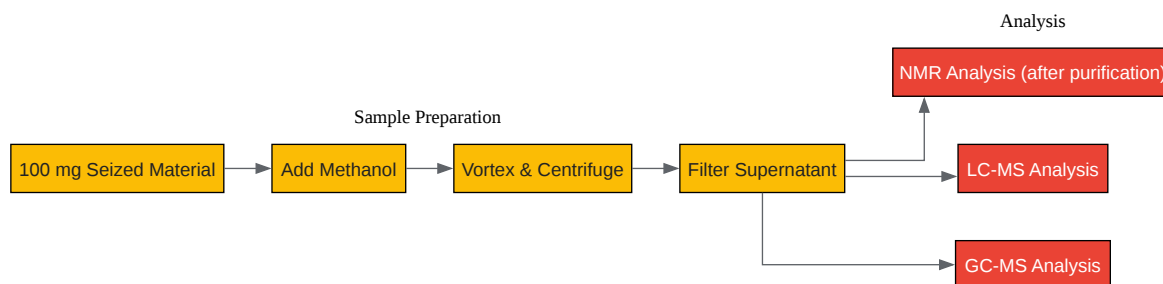 Analysis
NMR Analysis (after purification)
Sample Preparation
100 mg Seized Material
Add Methanol
Vortex & Centrifuge
Filter Supernatant
LC-MS Analysis
GC-MS Analysis